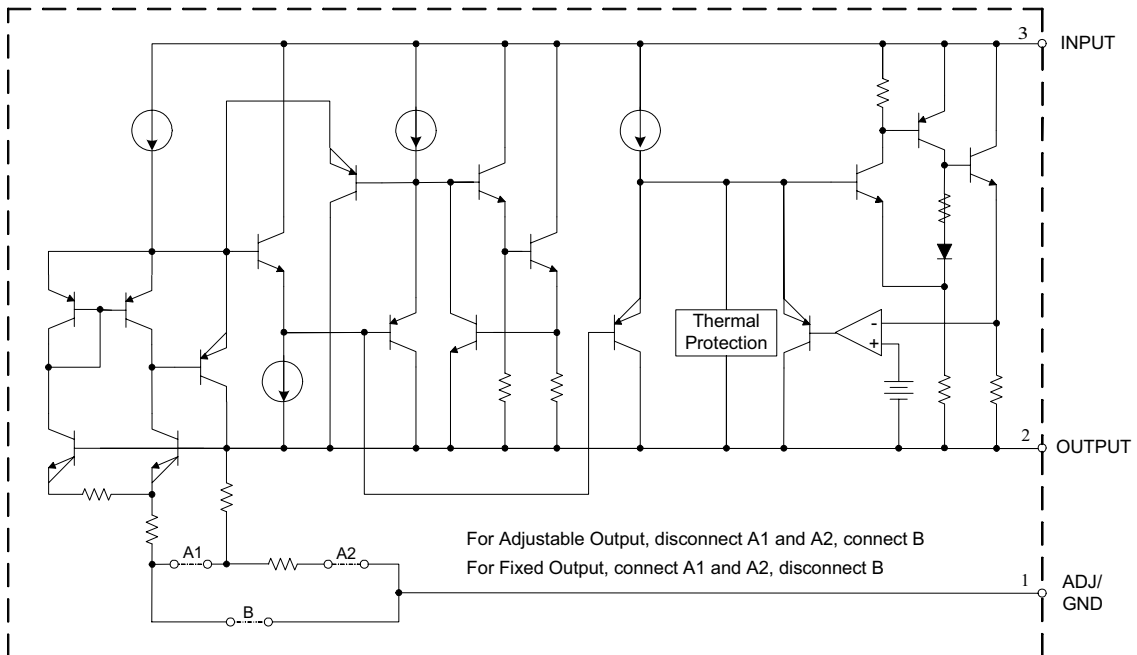 3
INPUT
Thermal
Protection
-
+
2
OUTPUT
A1
A2
For Adjustable Output, disconnect A1 and A2, connect B
For Fixed Output, connect A1 and A2, disconnect B
1
ADJ/
GND
B